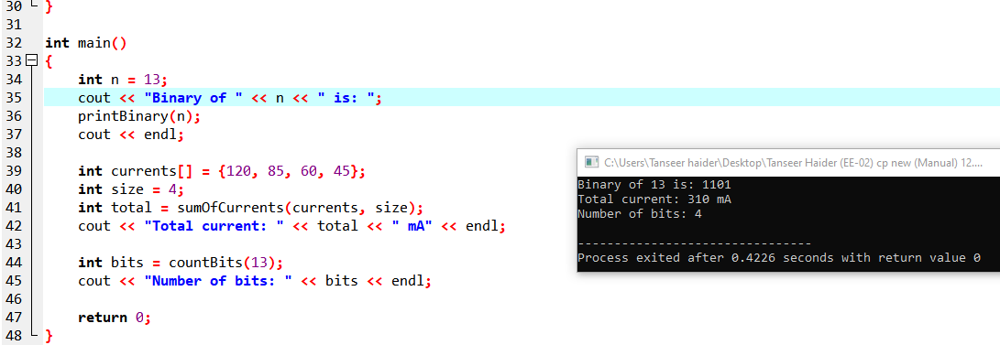 30 }
31
32 int main()
33 {
34 int n = 13;
35 cout << "Binary of " << n << " is: ";
36 printBinary(n);
37 cout << endl;
38
39 int currents[] = {120, 85, 60, 45};
40 int size = 4;
41 int total = sumOfCurrents(currents, size);
42 cout << "Total current: " << total << " mA" << endl;
43
44 int bits = countBits(13);
45 cout << "Number of bits: " << bits << endl;
46
47 return 0;
48 }
C:\Users\Tanseer haider\Desktop\Tanseer Haider (EE-02) cp new (Manual) 12....
Binary of 13 is: 1101
Total current: 310 mA
Number of bits: 4
--------------------------------
Process exited after 0.4226 seconds with return value 0